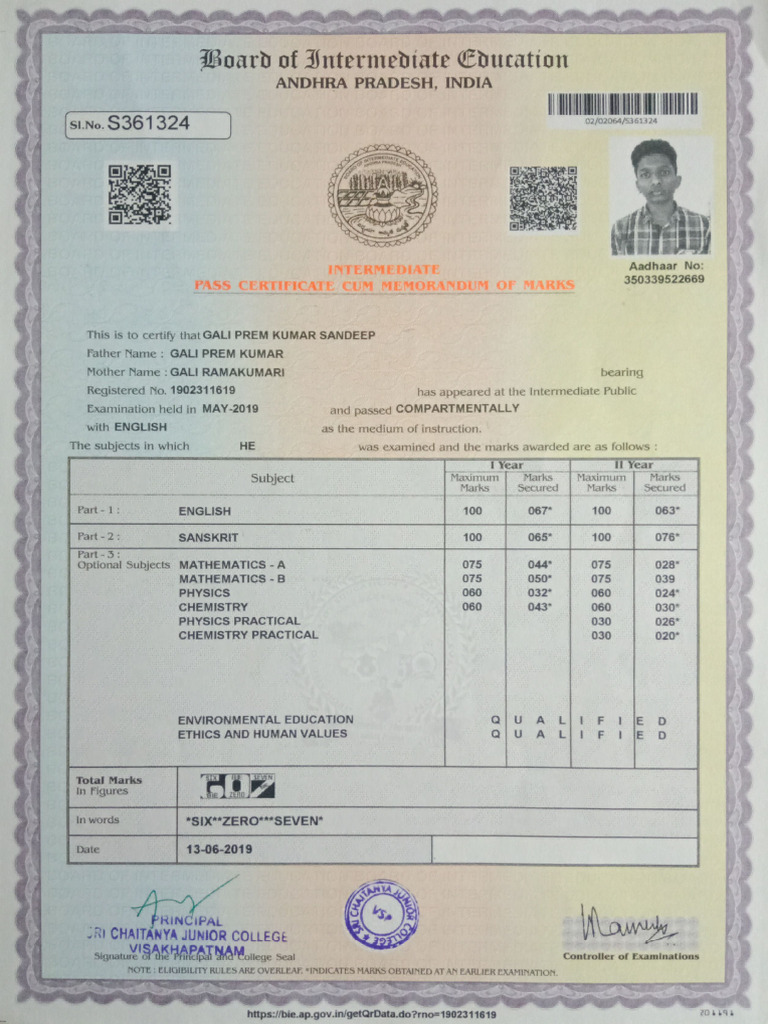 Board of Intermediate Education
ANDHRA PRADESH, INDIA
Sl.No. S361324
02/02064/S361324
Aadhaar No:
350339522669
INTERMEDIATE
PASS CERTIFICATE CUM MEMORANDUM OF MARKS
This is to certify that GALI PREM KUMAR SANDEEP
Father Name : GALI PREM KUMAR
Mother Name : GALI RAMAKUMARI bearing
Registered No. 1902311619 has appeared at the Intermediate Public
Examination held in MAY-2019 and passed COMPARTMENTALLY
with ENGLISH as the medium of instruction.
The subjects in which HE was examined and the marks awarded are as follows :
Subject I Year II Year
Maximum Marks Marks Secured Maximum Marks Marks Secured
Part - 1 : ENGLISH 100 067* 100 063*
Part - 2 : SANSKRIT 100 065* 100 076*
Part - 3 :
Optional Subjects MATHEMATICS - A 075 044* 075 028*
MATHEMATICS - B 075 050* 075 039
PHYSICS 060 032* 060 024*
CHEMISTRY 060 043* 060 030*
PHYSICS PRACTICAL 030 026*
CHEMISTRY PRACTICAL 030 020*
ENVIRONMENTAL EDUCATION Q U A L I F I E D
ETHICS AND HUMAN VALUES Q U A L I F I E D
Total Marks
In Figures 607
In words *SIX**ZERO***SEVEN*
Date 13-06-2019
PRINCIPAL
SRI CHAITANYA JUNIOR COLLEGE
VISAKHAPATNAM
Signature of the Principal and College Seal
SRI CHAITANYA JUNIOR COLLEGE
VSP
Controller of Examinations
NOTE : ELIGIBILITY RULES ARE OVERLEAF. *INDICATES MARKS OBTAINED AT AN EARLIER EXAMINATION.
https://bie.ap.gov.in/getQrData.do?rno=1902311619